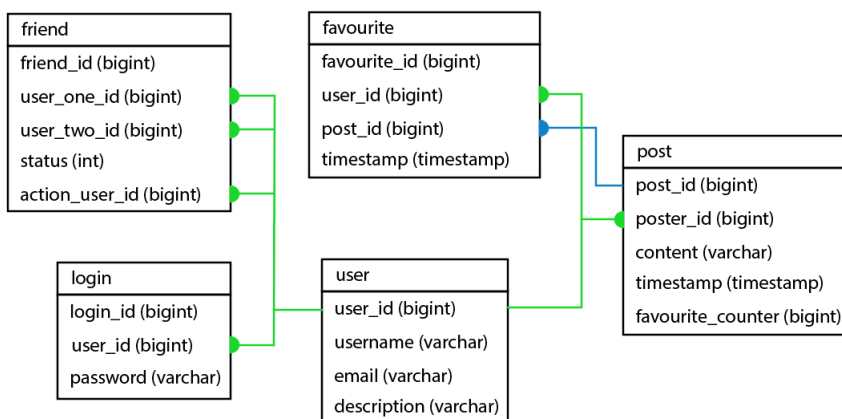 friend
friend_id (bigint)
user_one_id (bigint)
user_two_id (bigint)
status (int)
action_user_id (bigint)
favourite
favourite_id (bigint)
user_id (bigint)
post_id (bigint)
timestamp (timestamp)
post
post_id (bigint)
poster_id (bigint)
content (varchar)
timestamp (timestamp)
favourite_counter (bigint)
login
login_id (bigint)
user_id (bigint)
password (varchar)
user
user_id (bigint)
username (varchar)
email (varchar)
description (varchar)